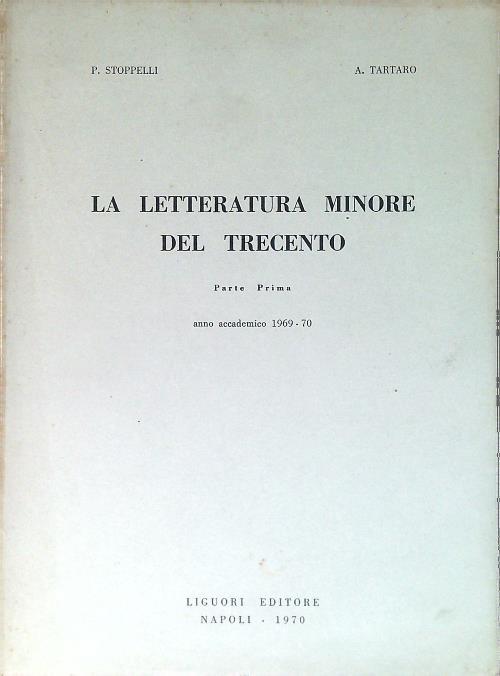 P. STOPPELLI A. TARTARO
LA LETTERATURA MINORE
DEL TRECENTO
Parte Prima
anno accademico 1969 - 70
LIGUORI EDITORE
NAPOLI - 1970